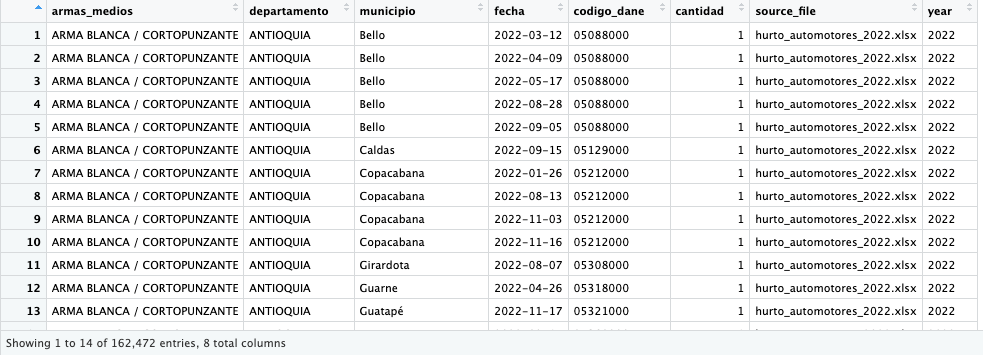 armas_medios departamento municipio fecha codigo_dane cantidad source_file year
1 ARMA BLANCA / CORTOPUNZANTE ANTIOQUIA Bello 2022-03-12 05088000 1 hurto_automotores_2022.xlsx 2022
2 ARMA BLANCA / CORTOPUNZANTE ANTIOQUIA Bello 2022-04-09 05088000 1 hurto_automotores_2022.xlsx 2022
3 ARMA BLANCA / CORTOPUNZANTE ANTIOQUIA Bello 2022-05-17 05088000 1 hurto_automotores_2022.xlsx 2022
4 ARMA BLANCA / CORTOPUNZANTE ANTIOQUIA Bello 2022-08-28 05088000 1 hurto_automotores_2022.xlsx 2022
5 ARMA BLANCA / CORTOPUNZANTE ANTIOQUIA Bello 2022-09-05 05088000 1 hurto_automotores_2022.xlsx 2022
6 ARMA BLANCA / CORTOPUNZANTE ANTIOQUIA Caldas 2022-09-15 05129000 1 hurto_automotores_2022.xlsx 2022
7 ARMA BLANCA / CORTOPUNZANTE ANTIOQUIA Copacabana 2022-01-26 05212000 1 hurto_automotores_2022.xlsx 2022
8 ARMA BLANCA / CORTOPUNZANTE ANTIOQUIA Copacabana 2022-08-13 05212000 1 hurto_automotores_2022.xlsx 2022
9 ARMA BLANCA / CORTOPUNZANTE ANTIOQUIA Copacabana 2022-11-03 05212000 1 hurto_automotores_2022.xlsx 2022
10 ARMA BLANCA / CORTOPUNZANTE ANTIOQUIA Copacabana 2022-11-16 05212000 1 hurto_automotores_2022.xlsx 2022
11 ARMA BLANCA / CORTOPUNZANTE ANTIOQUIA Girardota 2022-08-07 05308000 1 hurto_automotores_2022.xlsx 2022
12 ARMA BLANCA / CORTOPUNZANTE ANTIOQUIA Guarne 2022-04-26 05318000 1 hurto_automotores_2022.xlsx 2022
13 ARMA BLANCA / CORTOPUNZANTE ANTIOQUIA Guatapé 2022-11-17 05321000 1 hurto_automotores_2022.xlsx 2022
Showing 1 to 14 of 162,472 entries, 8 total columns